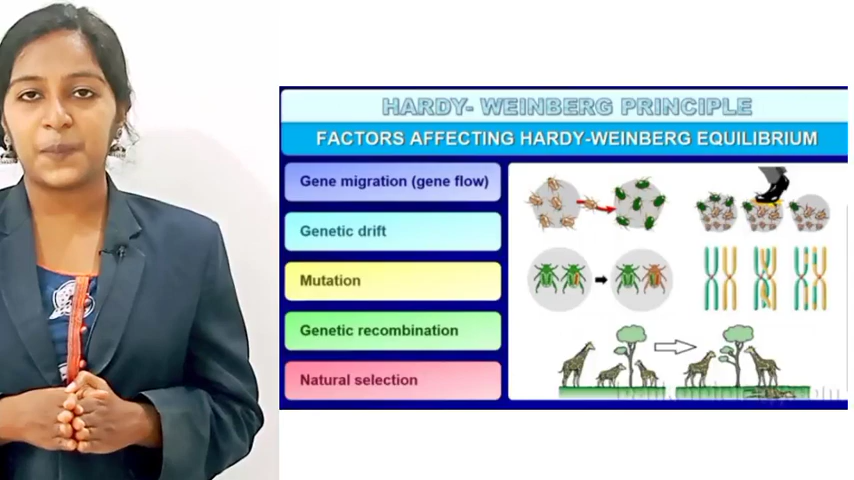 HARDY- WEINBERG PRINCIPLE
FACTORS AFFECTING HARDY-WEINBERG EQUILIBRIUM
Gene migration (gene flow)
Genetic drift
Mutation
Genetic recombination
Natural selection